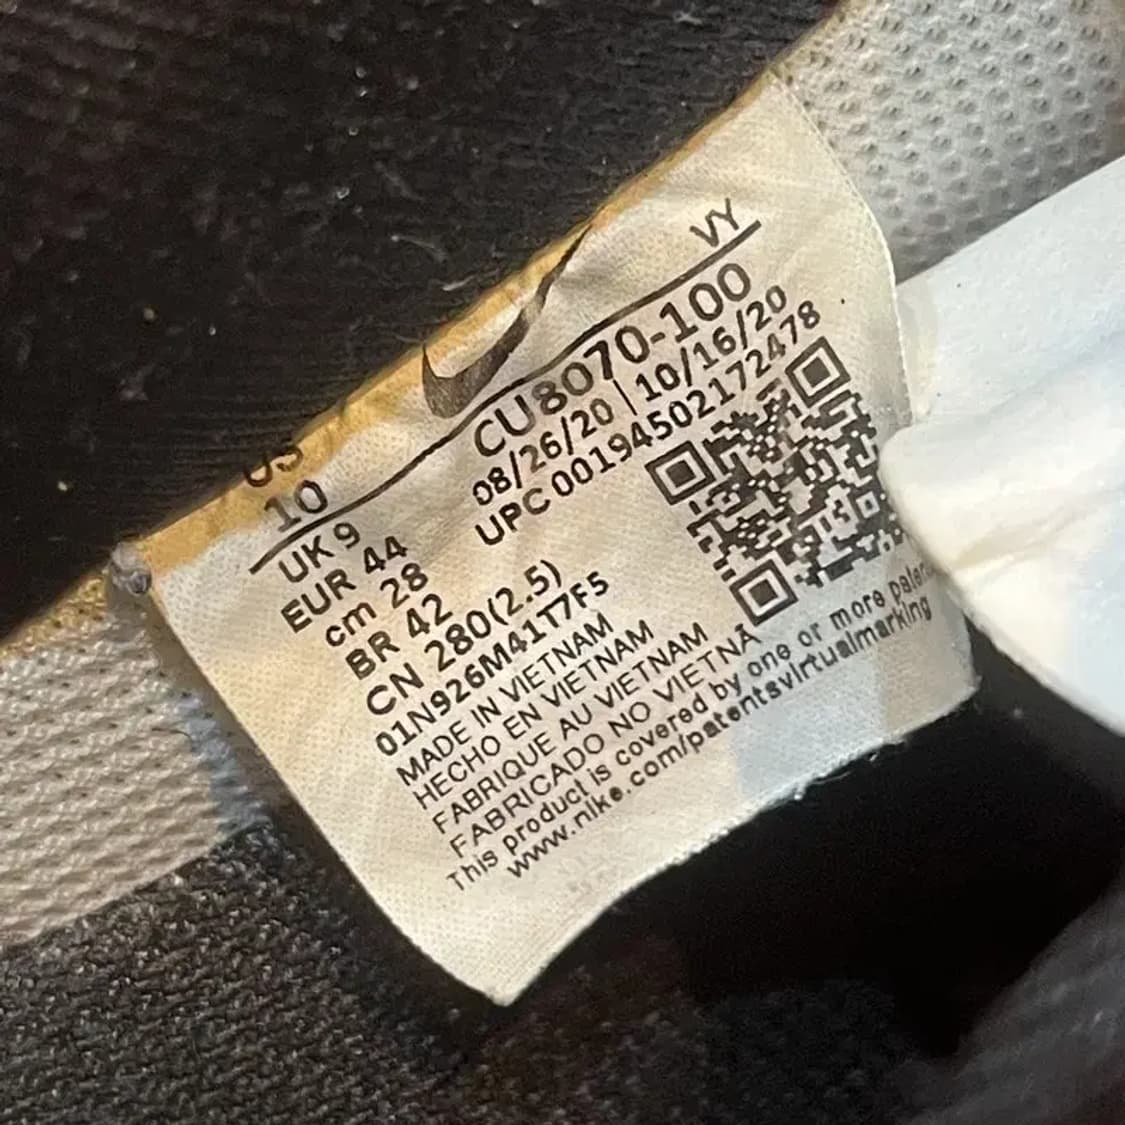 VY
US
10
CU8070-100
08/26/20 | 10/16/20
UPC 00194502172478
UK 9
EUR 44
cm 28
BR 42
CN 280(2.5)
01N926M41T7F5
MADE IN VIETNAM
HECHO EN VIETNAM
FABRIQUE AU VIETNAM
FABRICADO NO VIETNÃ
This product is covered by one or more
www.nike.com/patentsvirtualmarking